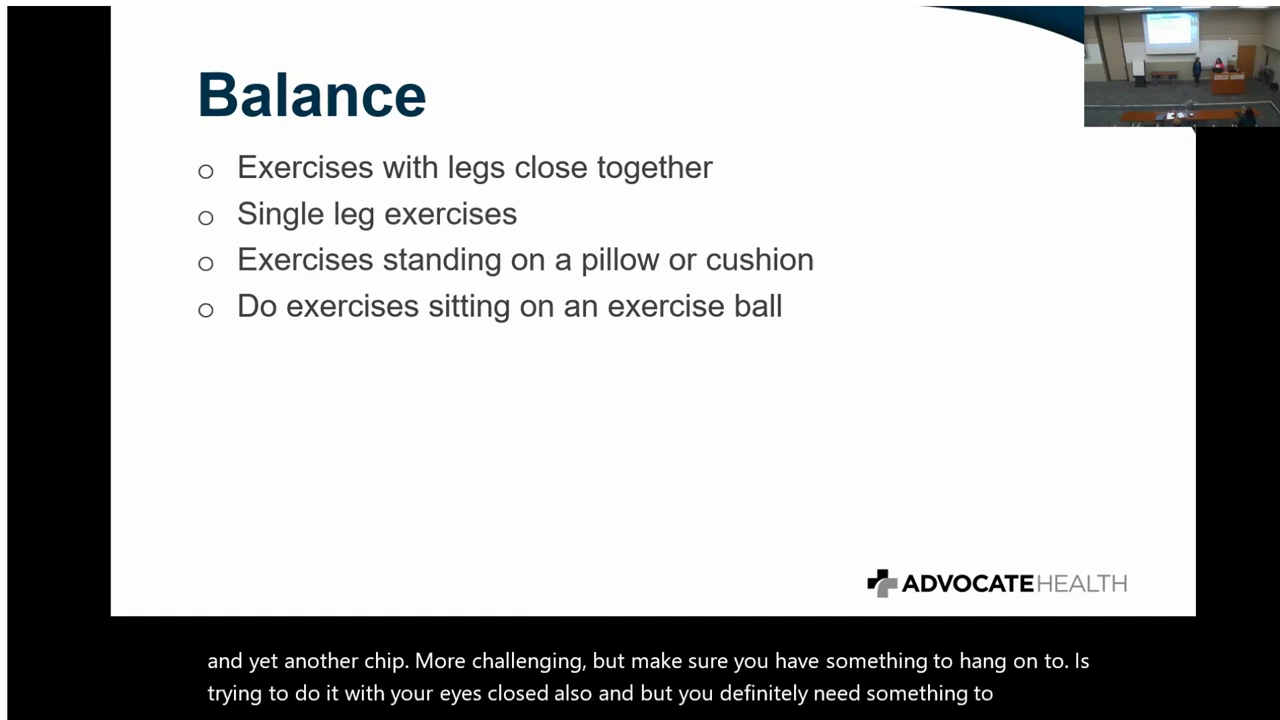 Balance
o Exercises with legs close together
o Single leg exercises
o Exercises standing on a pillow or cushion
o Do exercises sitting on an exercise ball
ADVOCATEHEALTH
and yet another chip. More challenging, but make sure you have something to hang on to. Is
trying to do it with your eyes closed also and but you definitely need something to